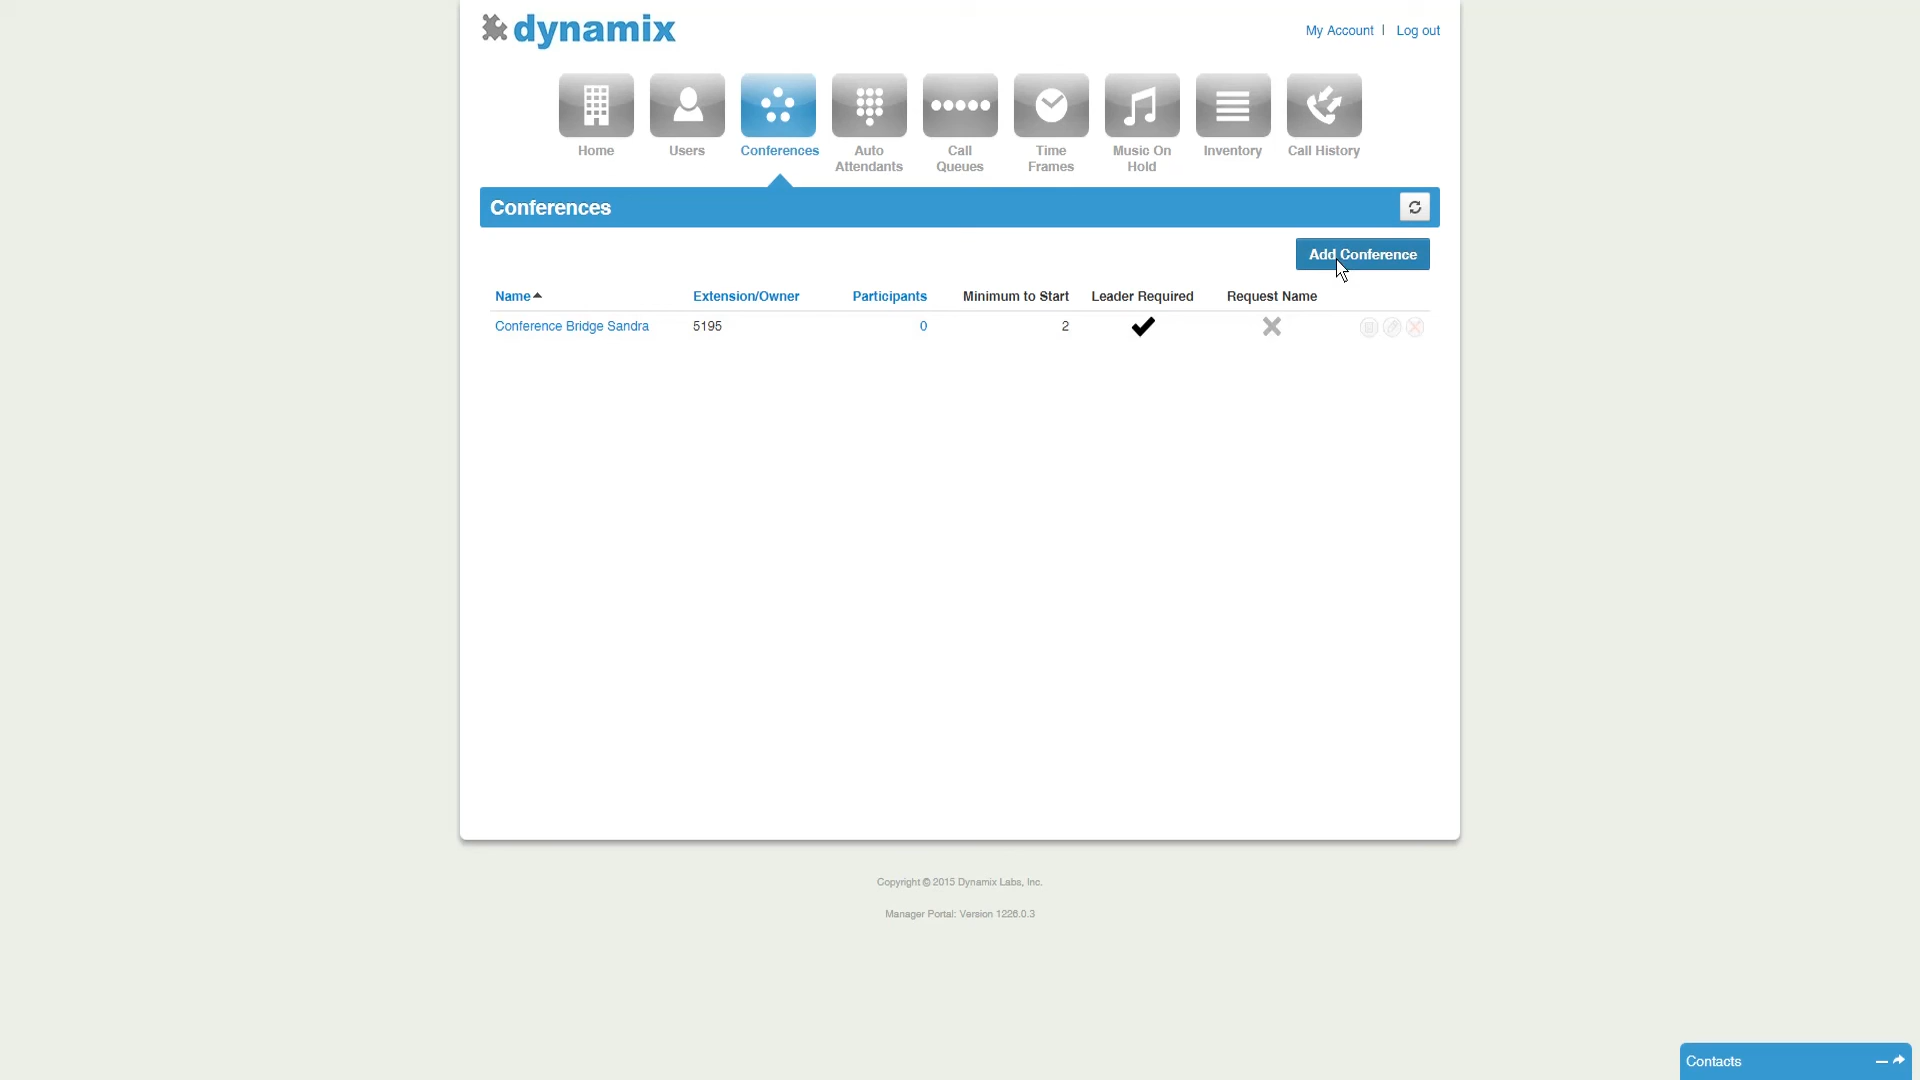 dynamix
My Account | Log out
Home Users Conferences Auto Attendants Call Queues Time Frames Music On Hold Inventory Call History
Conferences
Add Conference
Name Extension/Owner Participants Minimum to Start Leader Required Request Name
Conference Bridge Sandra 5195 0 2
Copyright © 2015 Dynamix Labs, Inc.
Manager Portal: Version 1226.0.3
Contacts